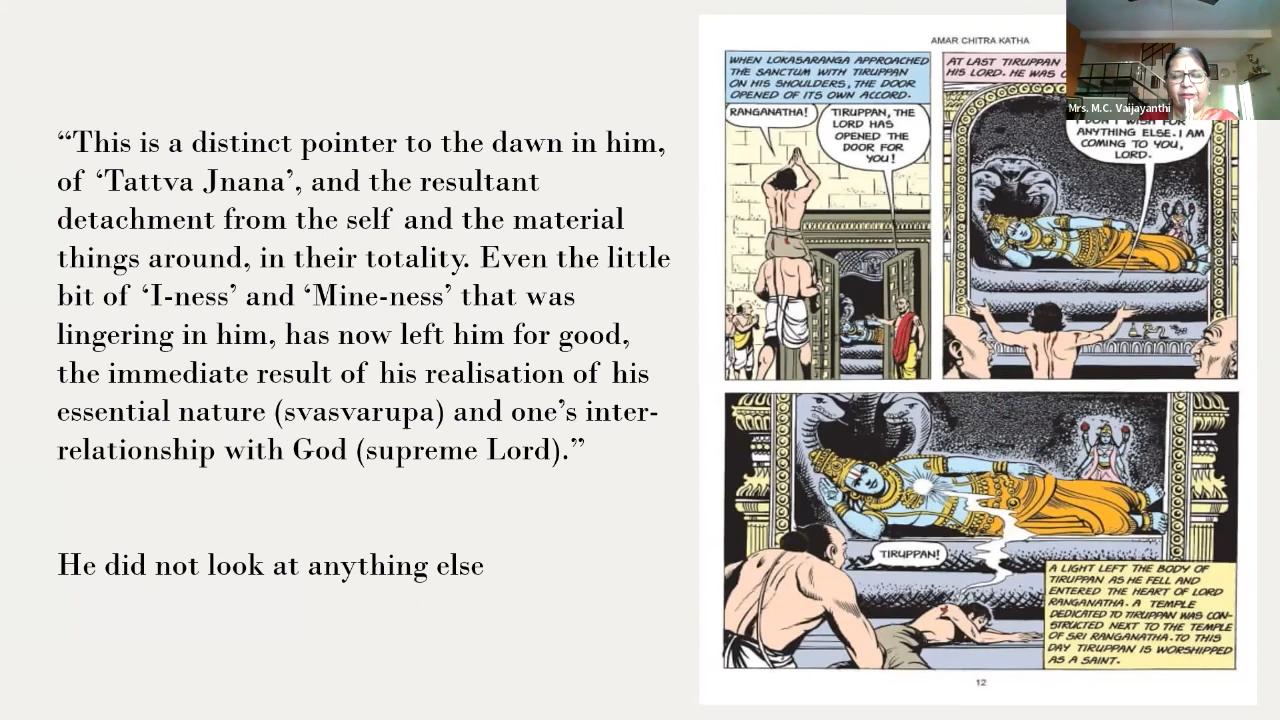 “This is a distinct pointer to the dawn in him,
of ‘Tattva Jnana’, and the resultant
detachment from the self and the material
things around, in their totality. Even the little
bit of ‘I-ness’ and ‘Mine-ness’ that was
lingering in him, has now left him for good,
the immediate result of his realisation of his
essential nature (svasvarupa) and one’s inter-
relationship with God (supreme Lord).”
He did not look at anything else
AMAR CHITRA KATHA
WHEN LOKASARANGA APPROACHED
THE SANCTUM WITH TIRUPPAN
ON HIS SHOULDERS, THE DOOR
OPENED OF ITS OWN ACCORD.
RANGANATHA!
TIRUPPAN, THE
LORD HAS
OPENED THE
DOOR FOR
YOU!
AT LAST TIRUPPAN
HIS LORD. HE WAS
Mrs. M.C. Vaijayanthi
I DON'T WISH FOR
ANYTHING ELSE. I AM
COMING TO YOU,
LORD.
TIRUPPAN!
A LIGHT LEFT THE BODY OF
TIRUPPAN AS HE FELL AND
ENTERED THE HEART OF LORD
RANGANATHA. A TEMPLE
DEDICATED TO TIRUPPAN WAS CON-
STRUCTED NEXT TO THE TEMPLE
OF SRI RANGANATHA. TO THIS
DAY TIRUPPAN IS WORSHIPPED
AS A SAINT.
12